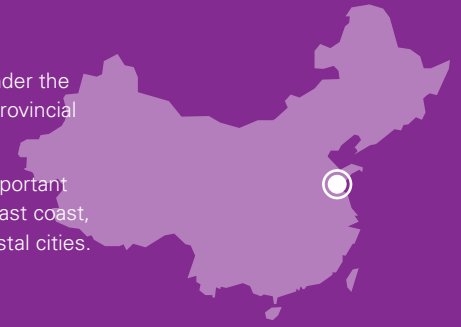 nder the
rovincial
portant
ast coast,
stal cities.